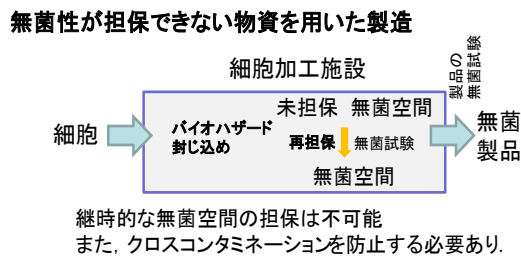 無菌性が担保できない物資を用いた製造
細胞加工施設
製品の
無菌試験
細胞
バイオハザード
封じ込め
未担保 無菌空間
再担保
無菌試験
無菌空間
無菌
製品
継時的な無菌空間の担保は不可能
また，クロスコンタミネーションを防止する必要あり.